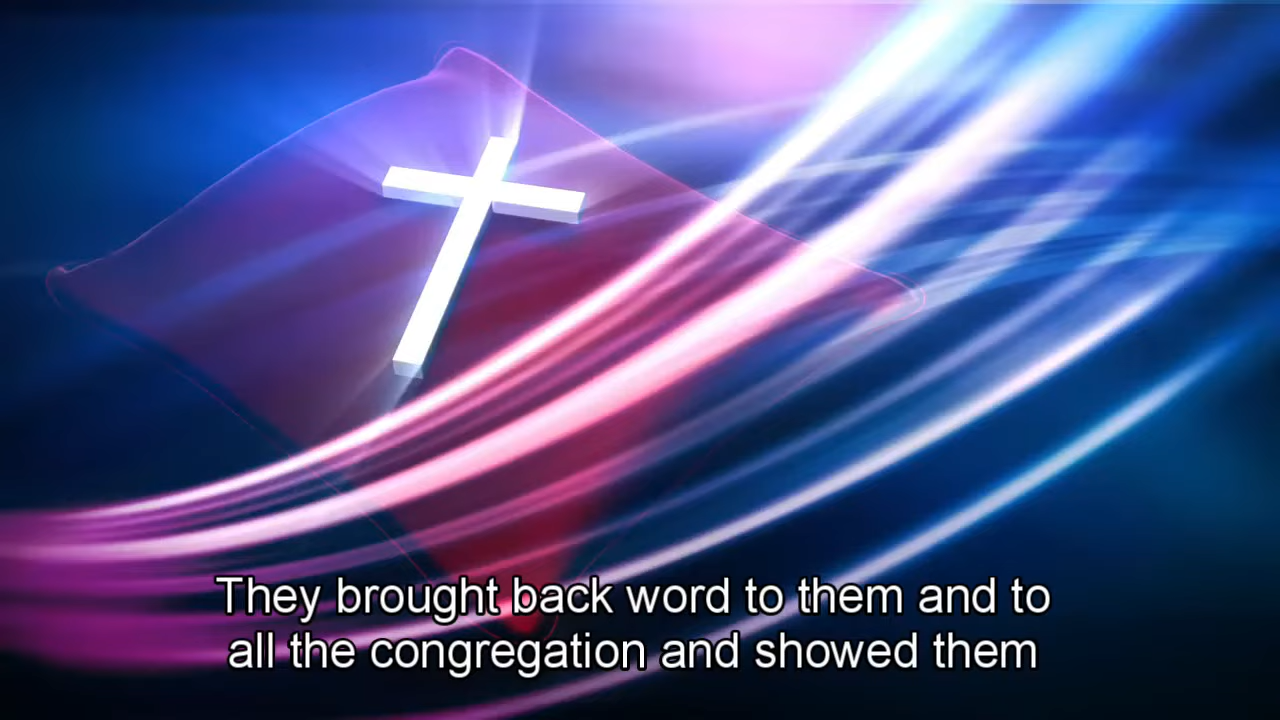 They brought back word to them and to
all the congregation and showed them